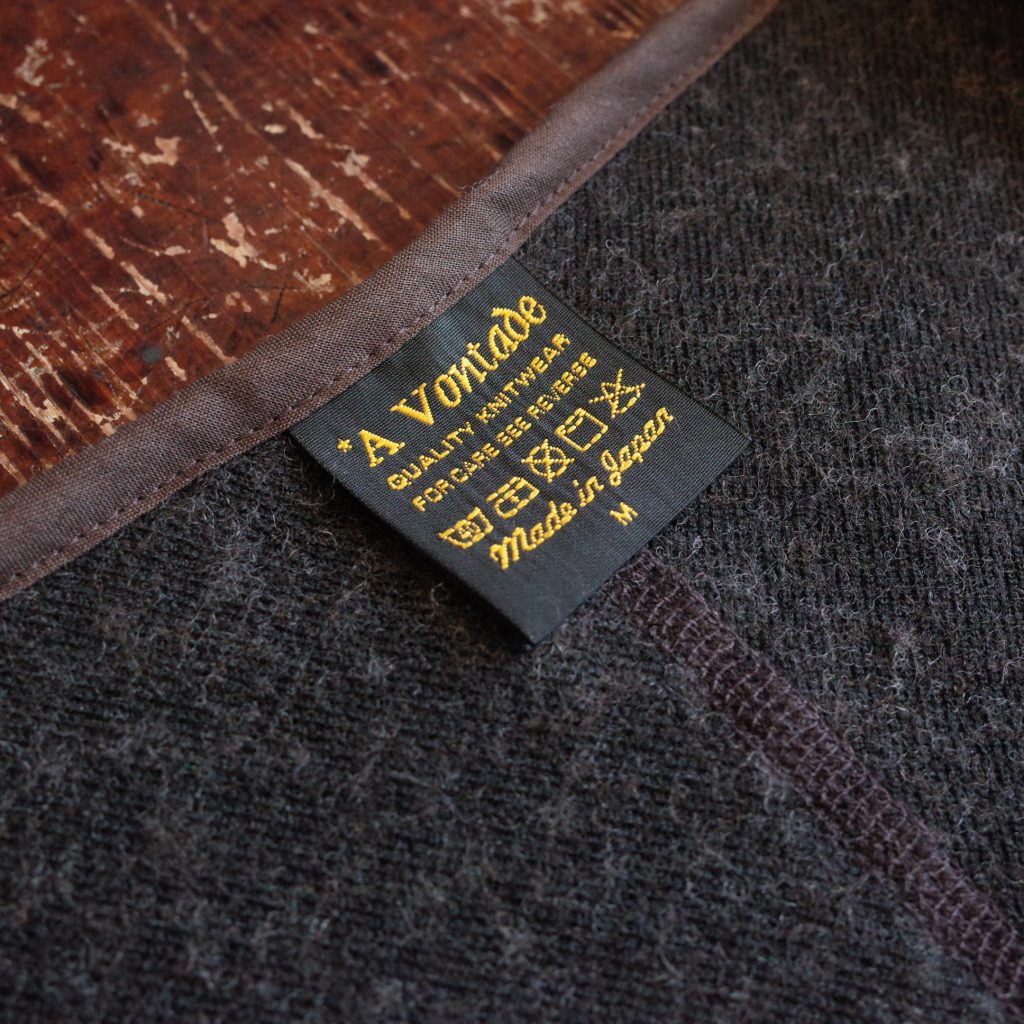 *A Vontade
QUALITY KNITWEAR
FOR CARE SEE REVERSE
Made in Japan
M